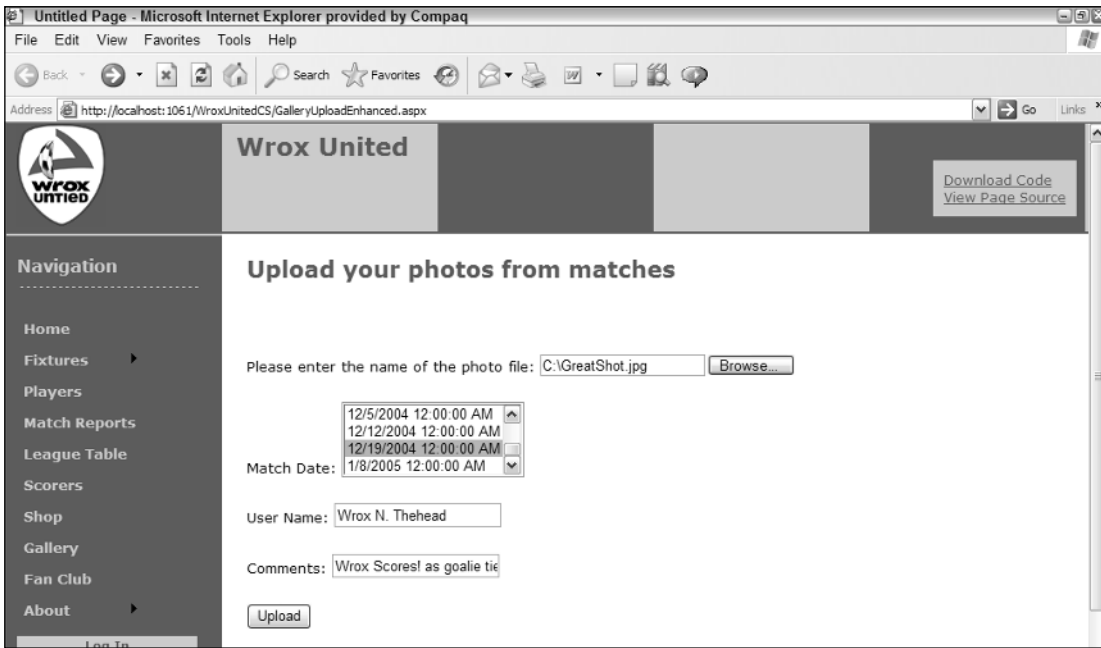 Untitled Page - Microsoft Internet Explorer provided by Compaq
File Edit View Favorites Tools Help
Back Search Favorites
Address http://localhost:1061/WroxUnitedCS/GalleryUploadEnhanced.aspx Go Links
wrox
UNTIED
Wrox United
Download Code
View Page Source
Navigation
Home
Fixtures
Players
Match Reports
League Table
Scorers
Shop
Gallery
Fan Club
About
Log In
Upload your photos from matches
Please enter the name of the photo file: C:\GreatShot.jpg Browse...
12/5/2004 12:00:00 AM
12/12/2004 12:00:00 AM
12/19/2004 12:00:00 AM
Match Date: 1/8/2005 12:00:00 AM
User Name: Wrox N. Thehead
Comments: Wrox Scores! as goalie tie
Upload